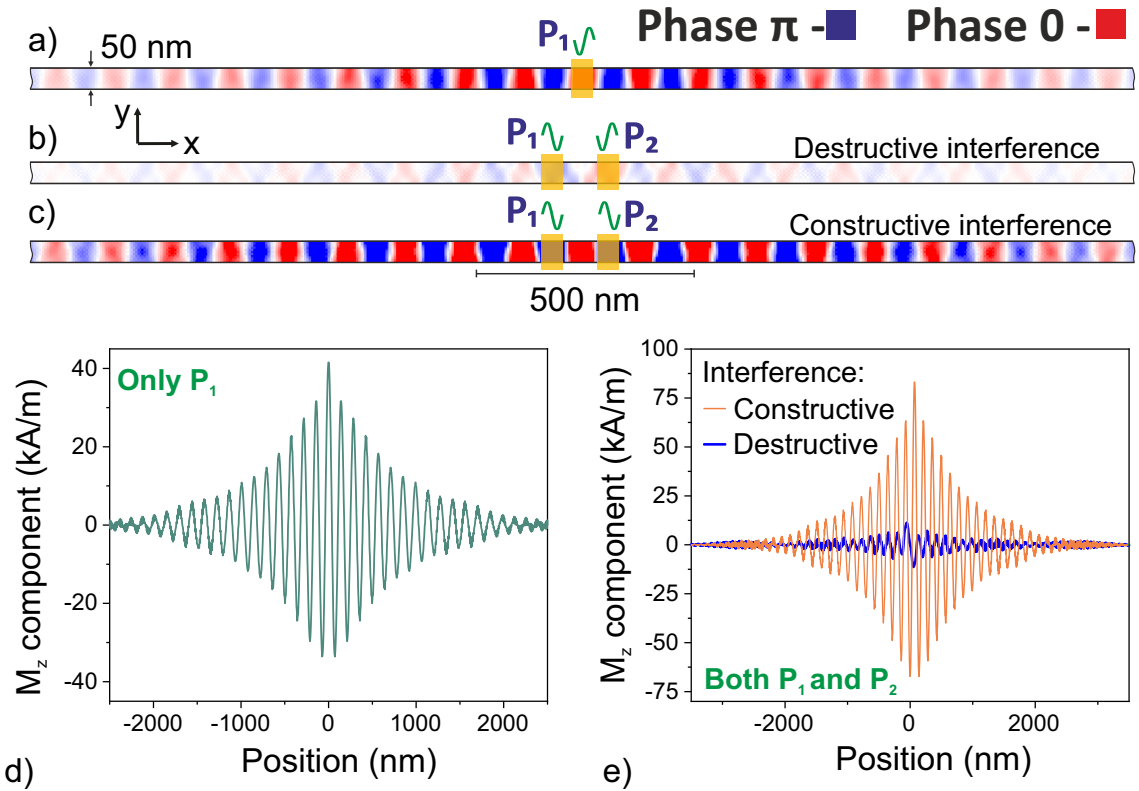 Phase π - Phase 0 -
a) 50 nm P₁
y
x
b) P₁ P₂ Destructive interference
c) P₁ P₂ Constructive interference
500 nm
Only P₁
40
20
0
-20
-40
Mz component (kA/m)
-2000 -1000 0 1000 2000
Position (nm)
d)
100
75
50
25
0
-25
-50
-75
Mz component (kA/m)
Interference:
Constructive
Destructive
Both P₁ and P₂
-2000 0 2000
Position (nm)
e)